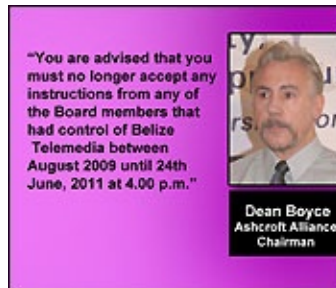 “You are advised that you
must no longer accept any
instructions from any of
the Board members that
had control of Belize
Telemedia between
August 2009 until 24th
June, 2011 at 4.00 p.m.”
Dean Boyce
Ashcroft Alliance
Chairman